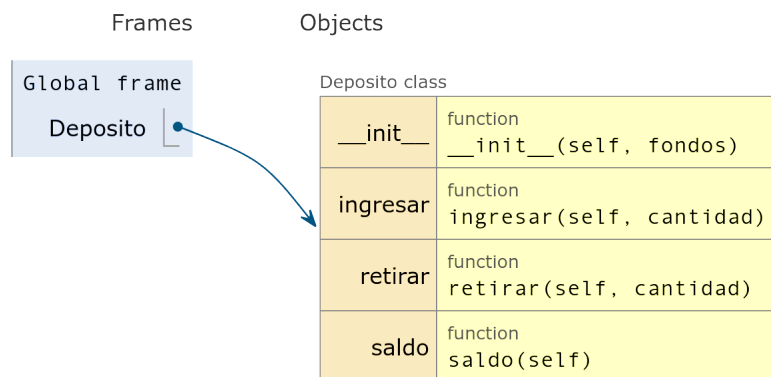 Frames Objects
Global frame
Deposito
Deposito class
__init__ function
__init__(self, fondos)
ingresar function
ingresar(self, cantidad)
retirar function
retirar(self, cantidad)
saldo function
saldo(self)